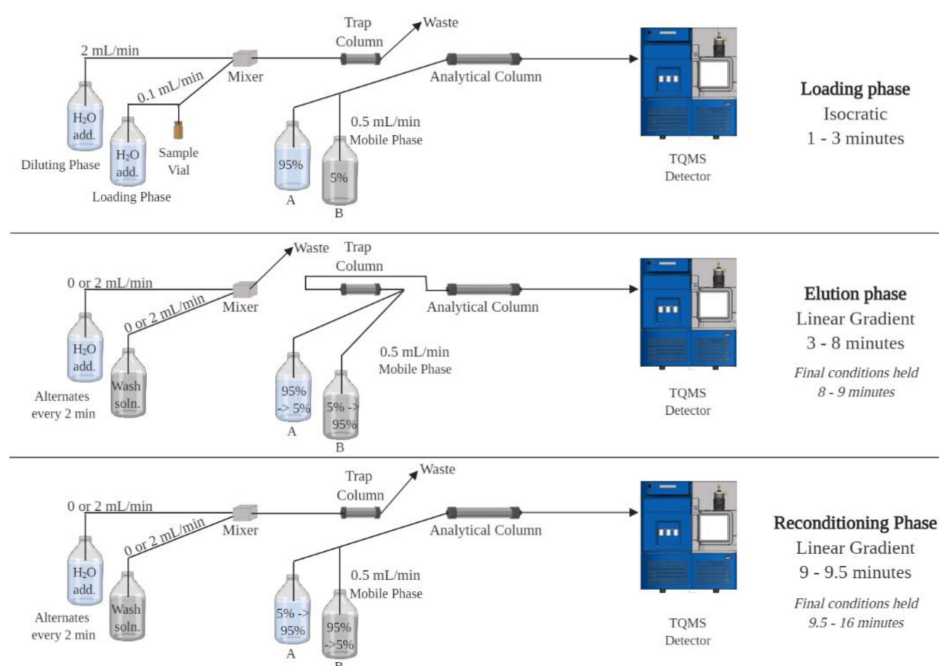 Trap
Column
Waste
2 mL/min
Mixer
Analytical Column
0.1 mL/min
H₂O
add.
Diluting Phase
H₂O
add.
Loading Phase
Sample
Vial
0.5 mL/min
Mobile Phase
95%
A
5%
B
TQMS
Detector
Loading phase
Isocratic
1 - 3 minutes
Waste
Trap
Column
0 or 2 mL/min
Mixer
Analytical Column
0 or 2 mL/min
H₂O
add.
Alternates
every 2 min
Wash
soln.
0.5 mL/min
Mobile Phase
95%
-> 5%
A
5% ->
95%
B
TQMS
Detector
Elution phase
Linear Gradient
3 - 8 minutes
Final conditions held
8 - 9 minutes
Trap
Column
Waste
0 or 2 mL/min
Mixer
Analytical Column
0 or 2 mL/min
H₂O
add.
Alternates
every 2 min
Wash
soln.
0.5 mL/min
Mobile Phase
5% ->
95%
A
95%
->5%
B
TQMS
Detector
Reconditioning Phase
Linear Gradient
9 - 9.5 minutes
Final conditions held
9.5 - 16 minutes